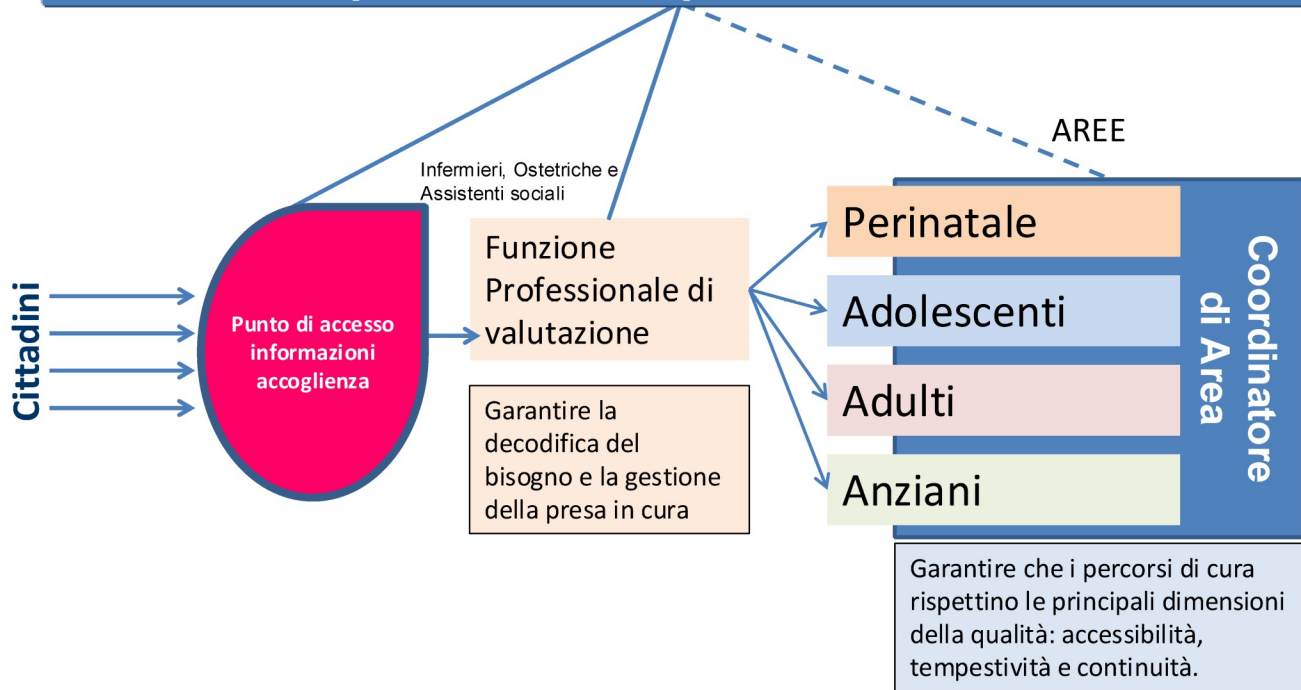 AREE
Infermieri, Ostetriche e
Assistenti sociali
Cittadini
Punto di accesso
informazioni
accoglienza
Funzione
Professionale di
valutazione
Garantire la
decodifica del
bisogno e la gestione
della presa in cura
Perinatale
Adolescenti
Adulti
Anziani
Coordinatore
di Area
Garantire che i percorsi di cura
rispettino le principali dimensioni
della qualità: accessibilità,
tempestività e continuità.